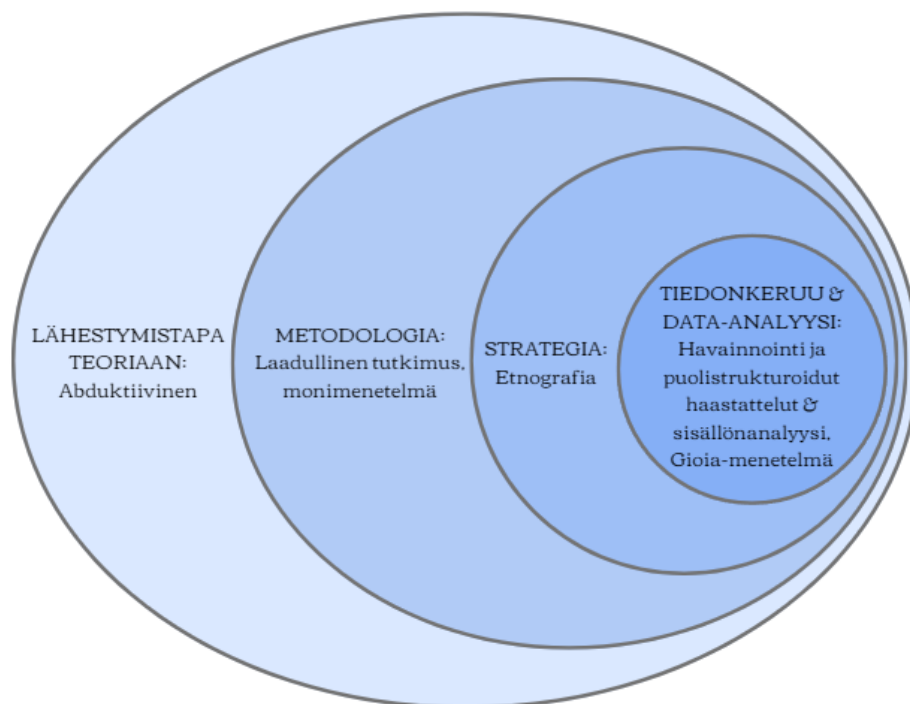 LÄHESTYMISTAPA
TEORIAAN:
Abduktiivinen
METODOLOGIA:
Laadullinen tutkimus,
monimenetelmä
STRATEGIA:
Etnografia
TIEDONKERUU &
DATA-ANALYYSI:
Havainnointi ja
puolistrukturoidut
haastattelut &
sisällönanalyysi,
Gioia-menetelmä